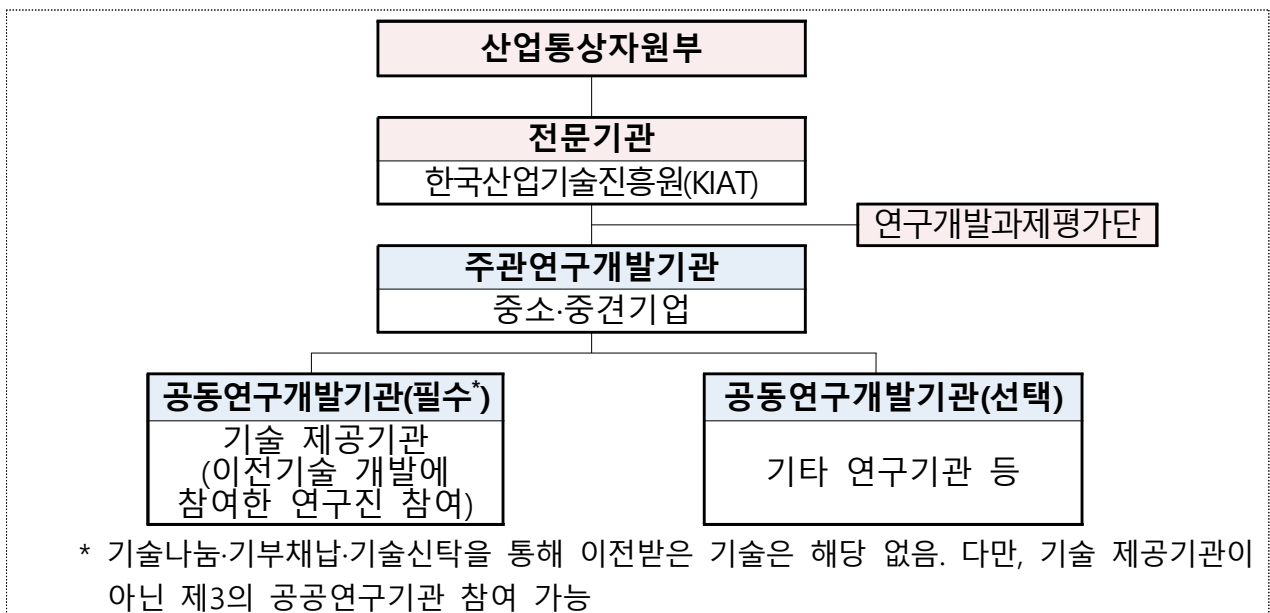 산업통상자원부
전문기관
한국산업기술진흥원(KIAT)
연구개발과제평가단
주관연구개발기관
중소·중견기업
공동연구개발기관(필수*)
기술 제공기관
(이전기술 개발에
참여한 연구진 참여)
공동연구개발기관(선택)
기타 연구기관 등
* 기술나눔·기부채납·기술신탁을 통해 이전받은 기술은 해당 없음. 다만, 기술 제공기관이
아닌 제3의 공공연구기관 참여 가능